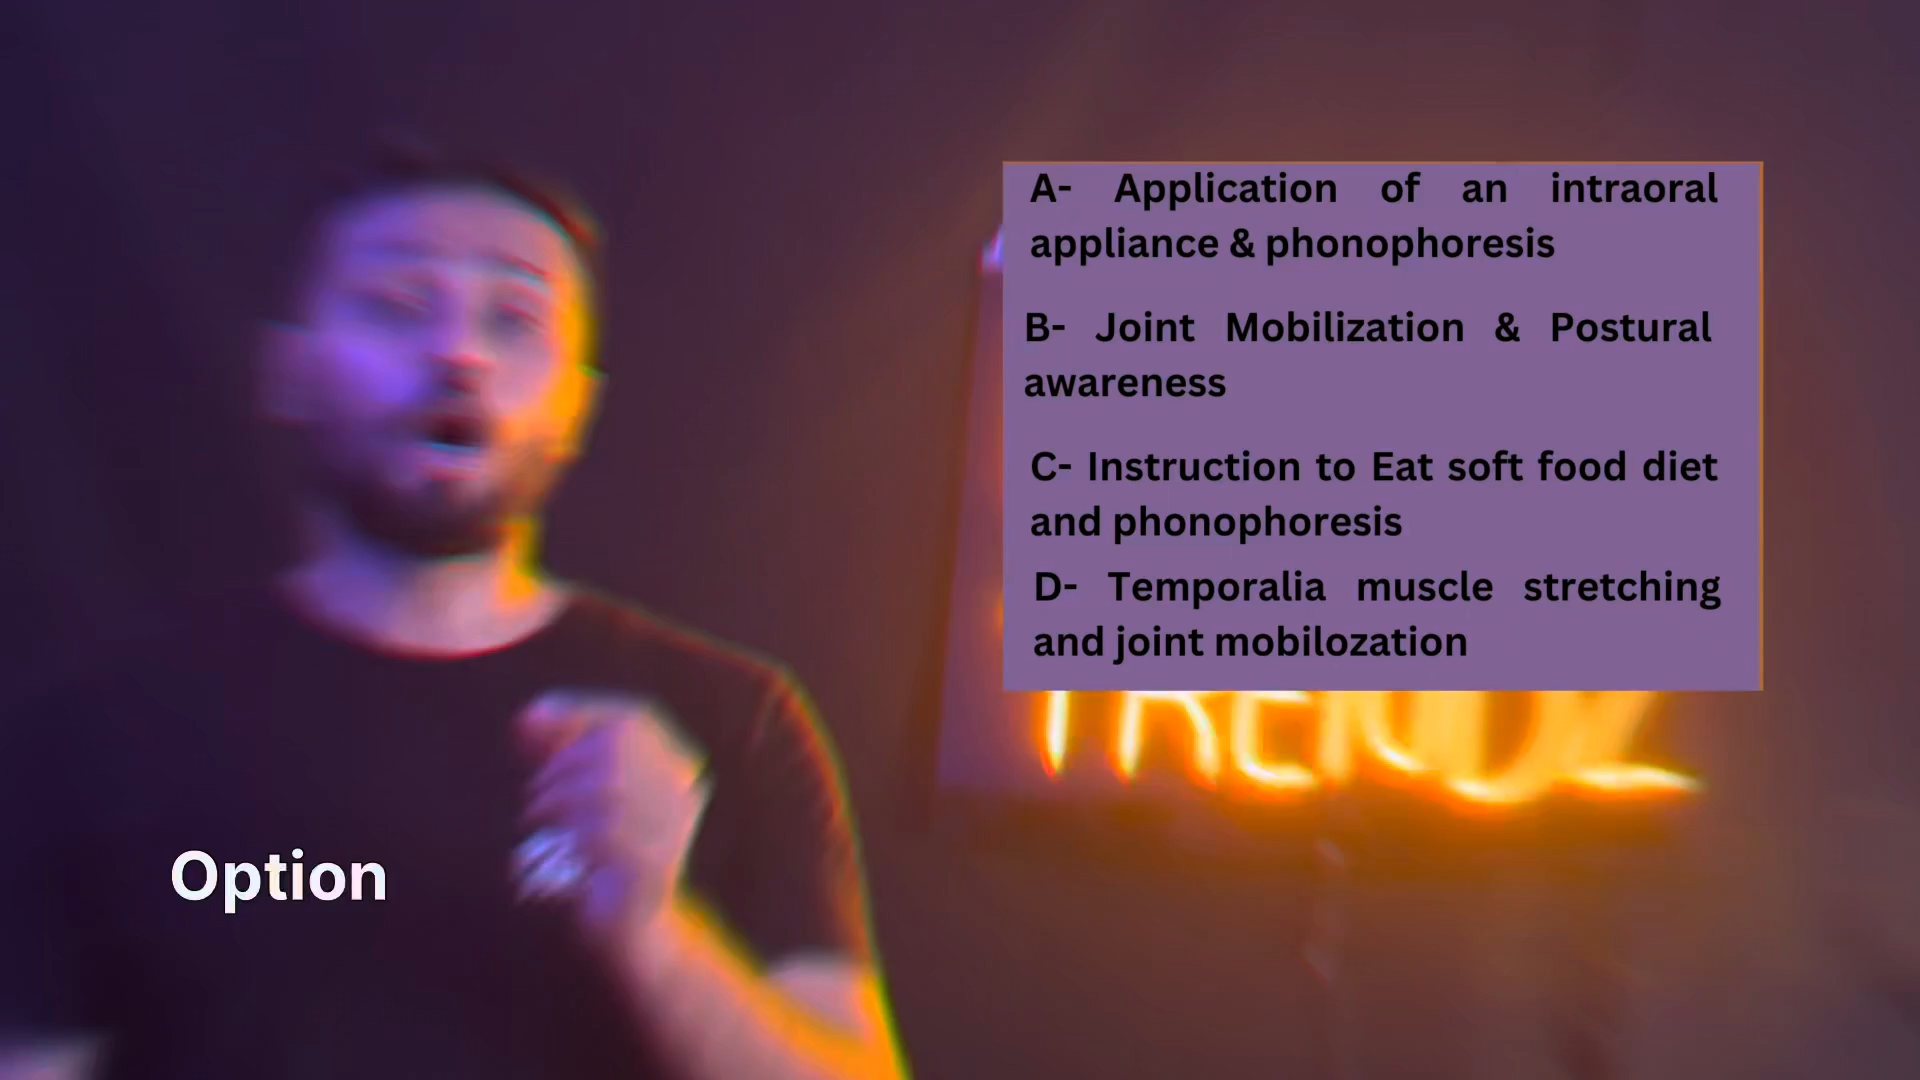 A- Application of an intraoral
appliance & phonophoresis
B- Joint Mobilization & Postural
awareness
C- Instruction to Eat soft food diet
and phonophoresis
D- Temporalia muscle stretching
and joint mobilozation
TRENDZ
Option